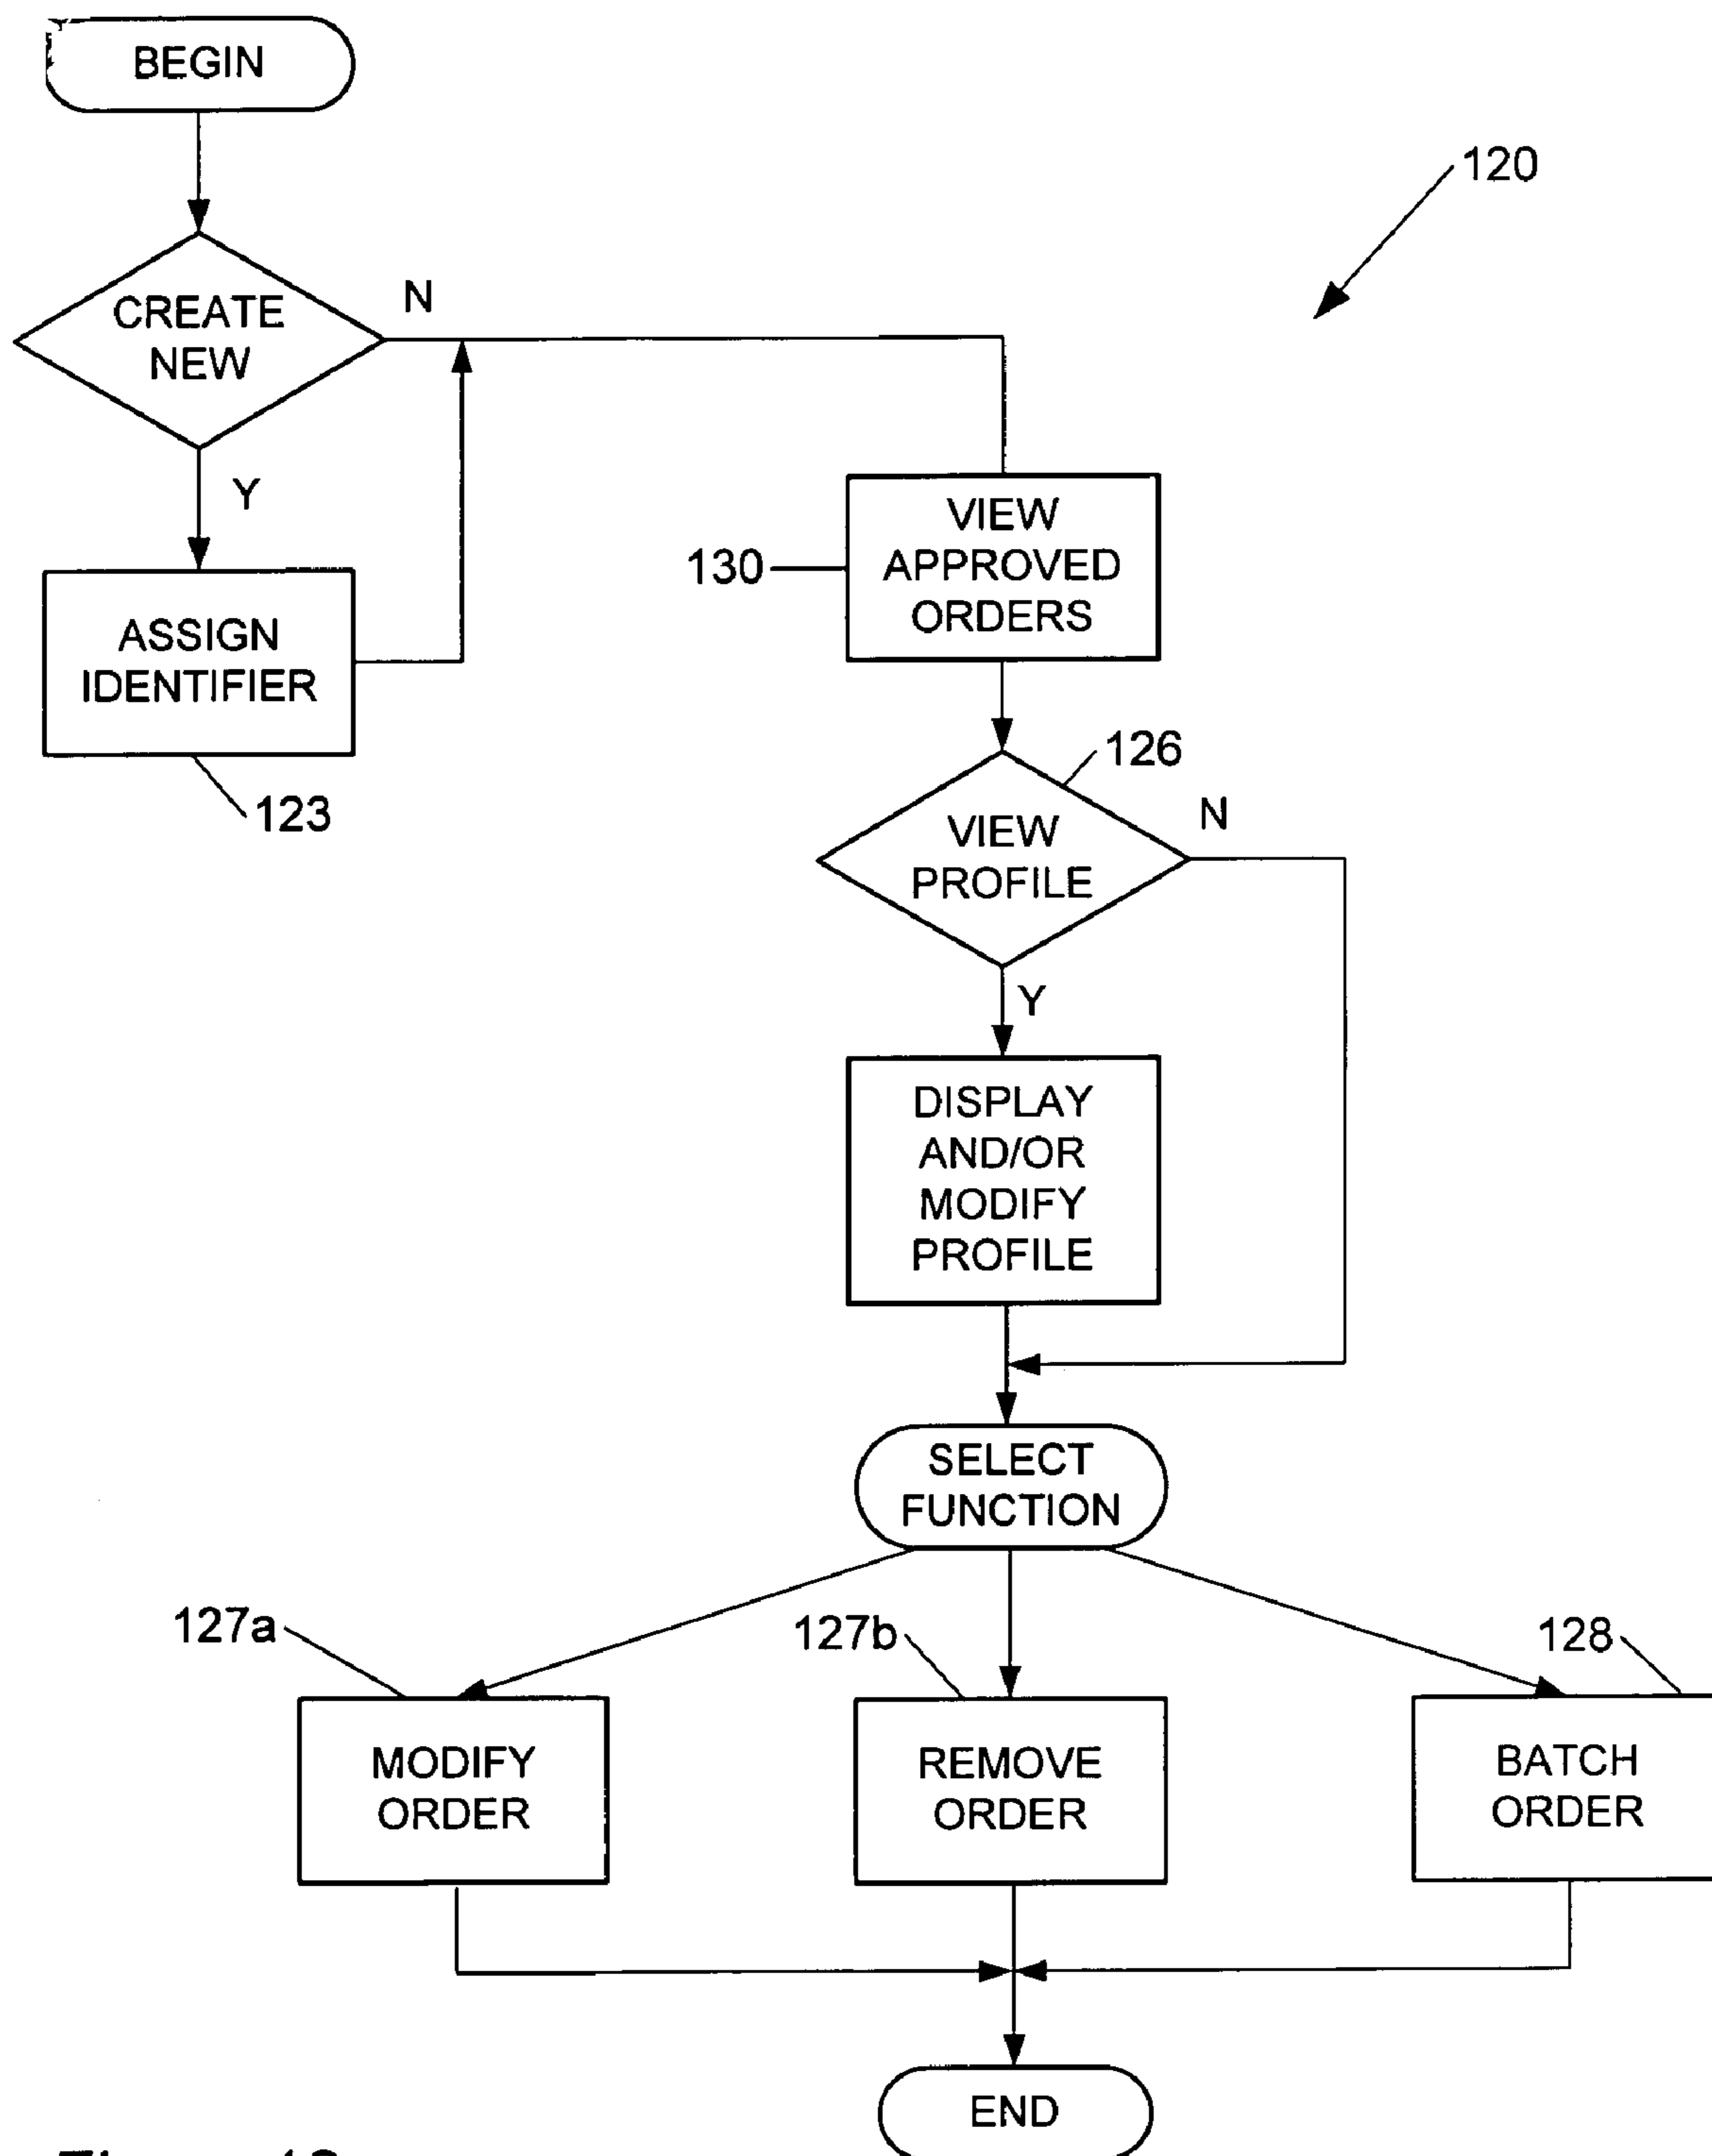 BEGIN
120
CREATE
NEW
N
Y
ASSIGN
IDENTIFIER
123
VIEW
APPROVED
ORDERS
130
126
VIEW
PROFILE
N
Y
DISPLAY
AND/OR
MODIFY
PROFILE
SELECT
FUNCTION
127a
127b
128
MODIFY
ORDER
REMOVE
ORDER
BATCH
ORDER
END